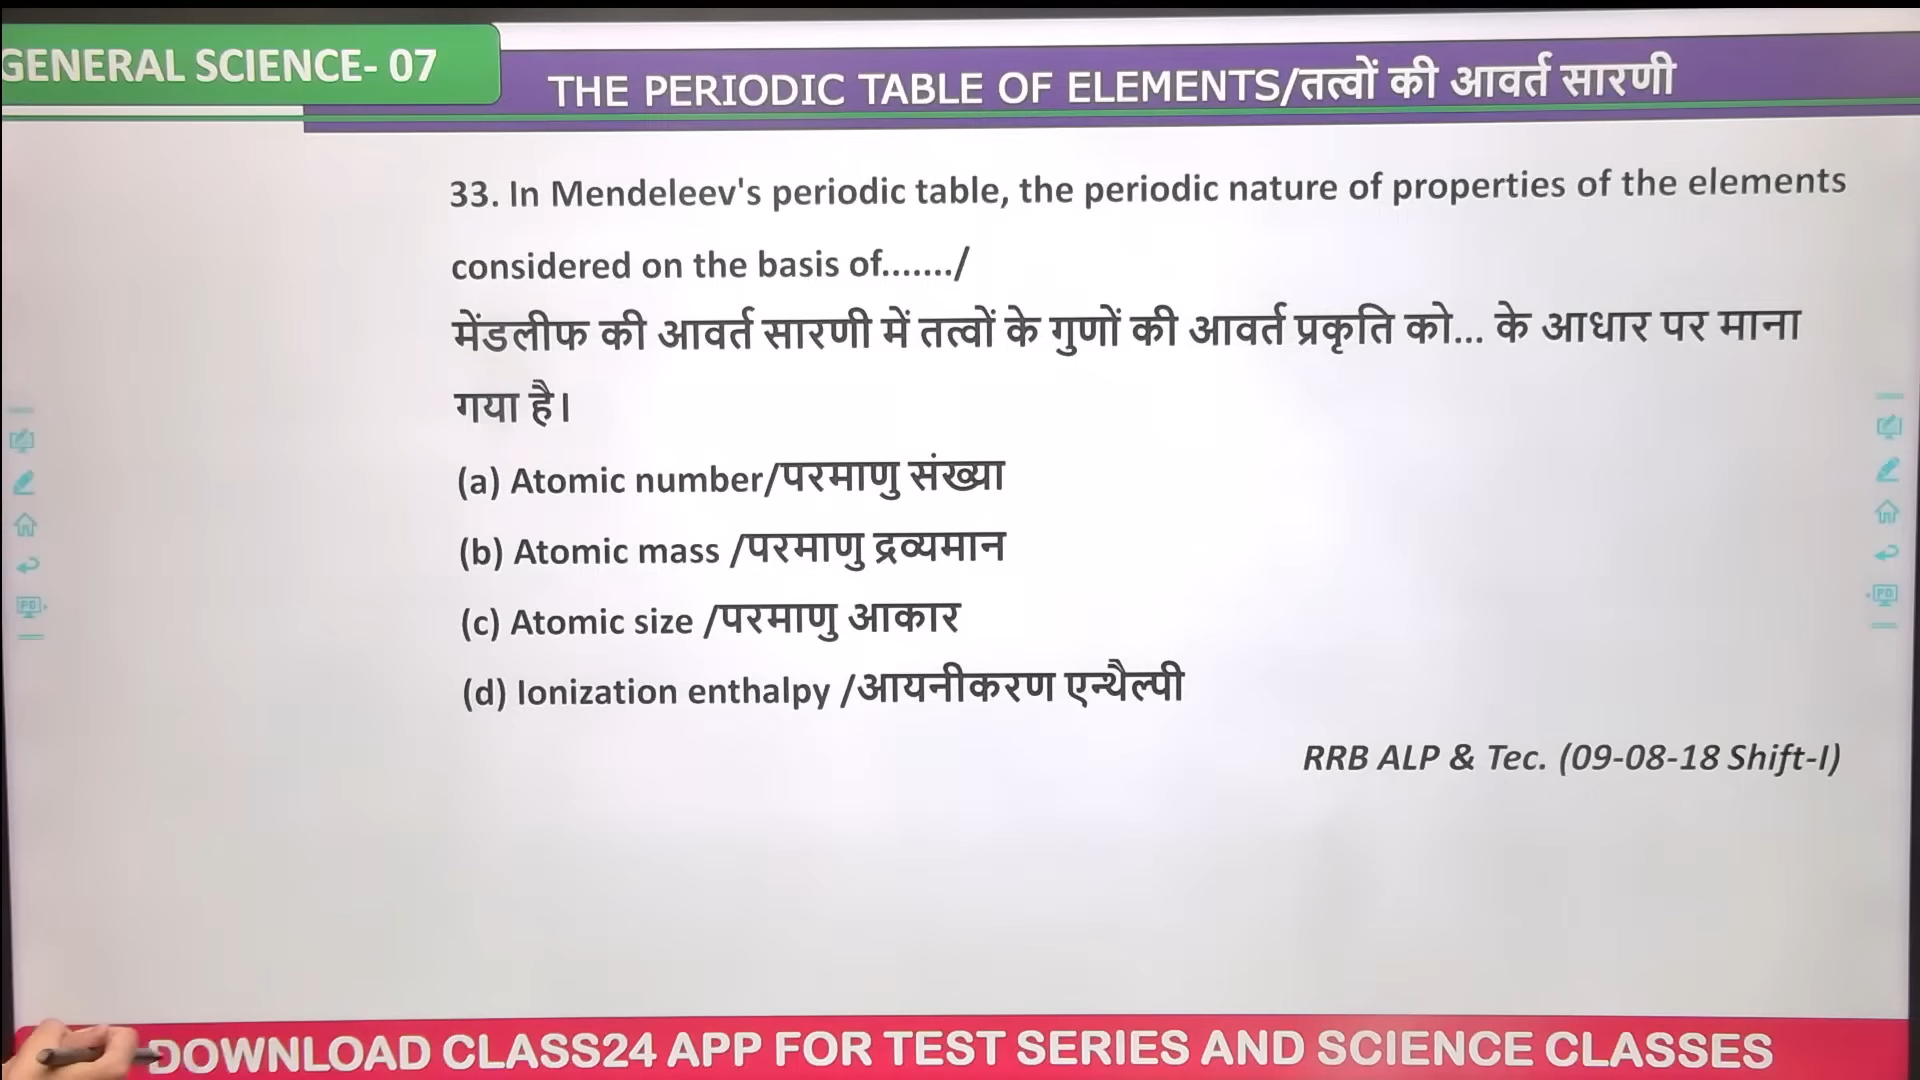 GENERAL SCIENCE- 07
THE PERIODIC TABLE OF ELEMENTS/तत्वों की आवर्त सारणी
33. In Mendeleev's periodic table, the periodic nature of properties of the elements
considered on the basis of......./
मेंडलीफ की आवर्त सारणी में तत्वों के गुणों की आवर्त प्रकृति को... के आधार पर माना
गया है।
(a) Atomic number/परमाणु संख्या
(b) Atomic mass /परमाणु द्रव्यमान
(c) Atomic size /परमाणु आकार
(d) Ionization enthalpy /आयनीकरण एन्थैल्पी
RRB ALP & Tec. (09-08-18 Shift-I)
DOWNLOAD CLASS24 APP FOR TEST SERIES AND SCIENCE CLASSES